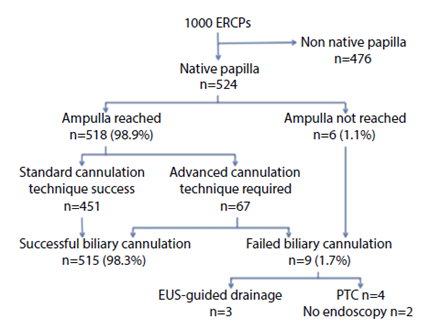 1000 ERCPs
Non native papilla
n=476
Native papilla
n=524
Ampulla reached
n=518 (98.9%)
Ampulla not reached
n=6 (1.1%)
Standard cannulation
technique success
n=451
Advanced cannulation
technique required
n=67
Successful biliary cannulation
n=515 (98.3%)
Failed biliary cannulation
n=9 (1.7%)
EUS-guided drainage
n=3
PTC n=4
No endoscopy n=2